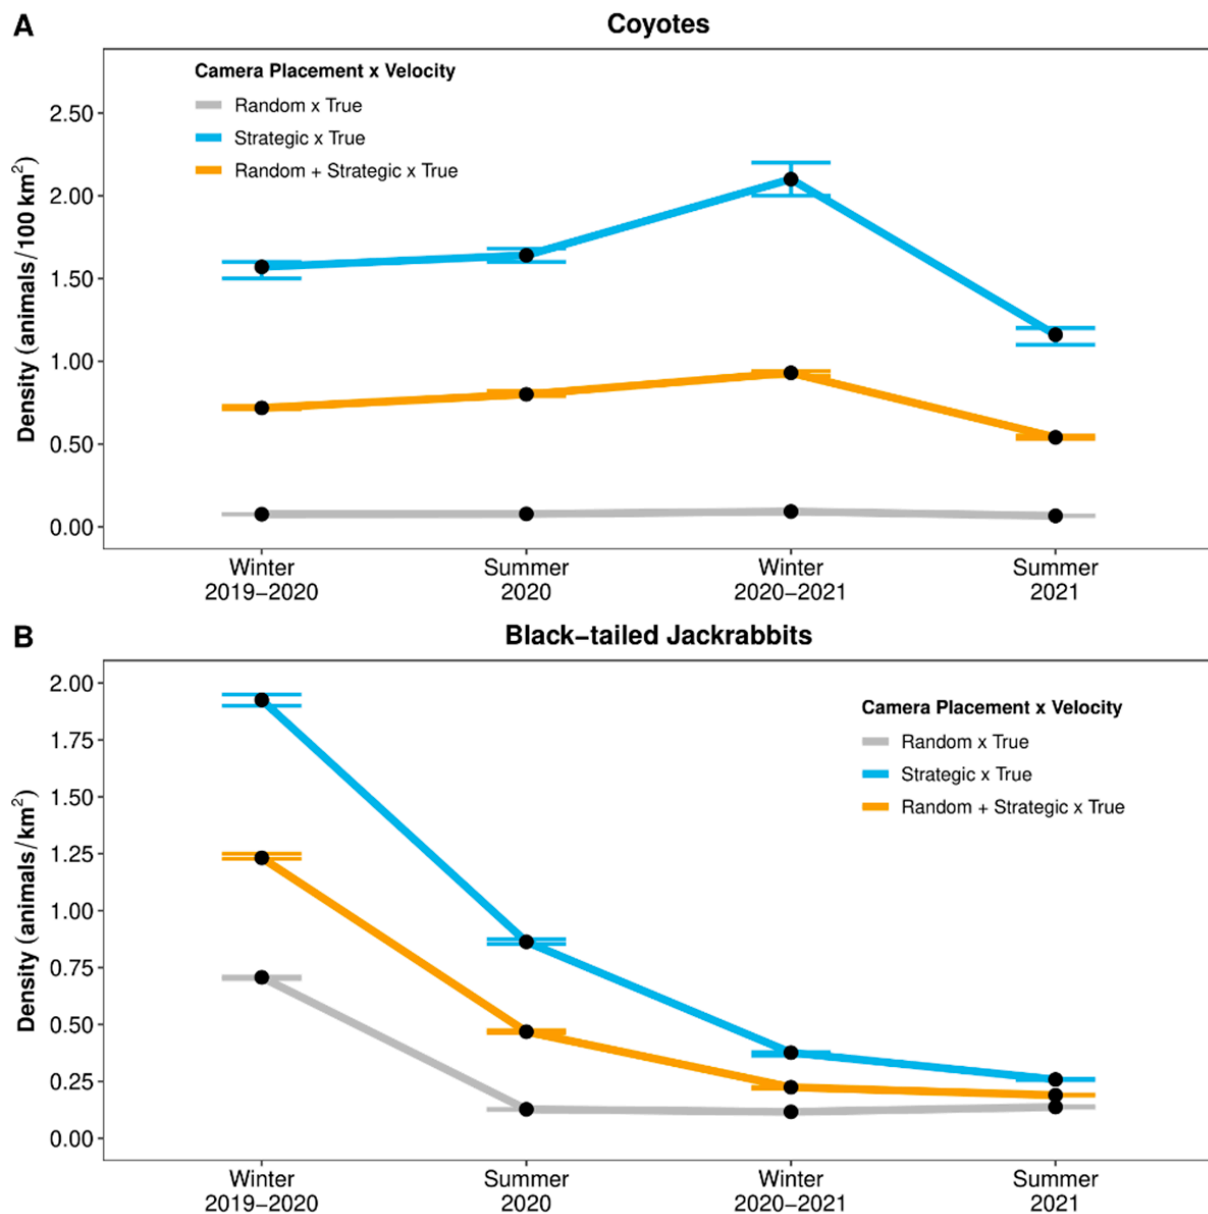 A
Coyotes
Camera Placement x Velocity
Random x True
Strategic x True
Random + Strategic x True
Density (animals/100 km²)
2.50
2.00
1.50
1.00
0.50
0.00
Winter
2019−2020
Summer
2020
Winter
2020−2021
Summer
2021
B
Black−tailed Jackrabbits
Camera Placement x Velocity
Random x True
Strategic x True
Random + Strategic x True
Density (animals/km²)
2.00
1.75
1.50
1.25
1.00
0.75
0.50
0.25
0.00
Winter
2019−2020
Summer
2020
Winter
2020−2021
Summer
2021